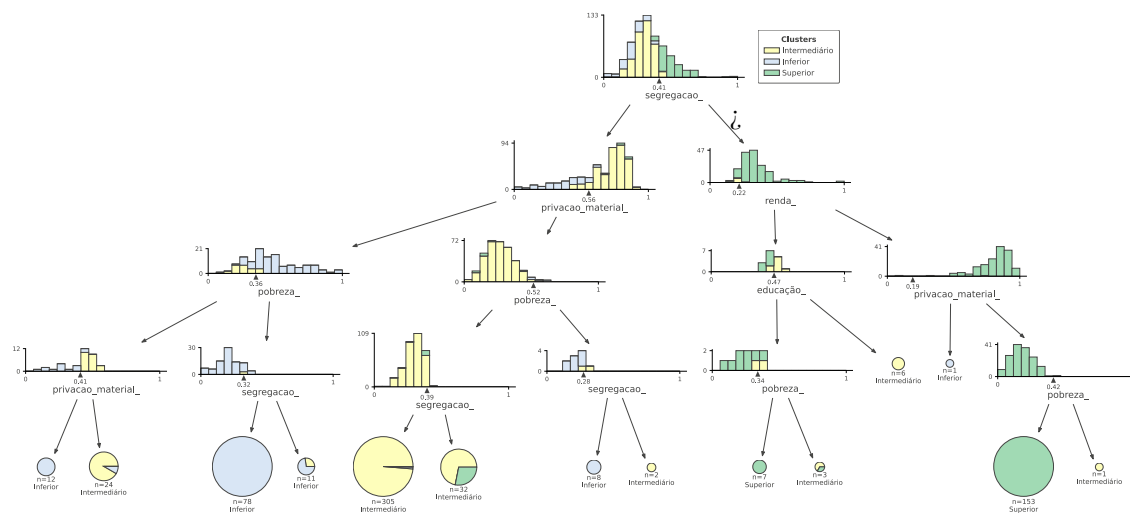 133
0
0
0.41
1
segregacao_
Clusters
Intermediário
Inferior
Superior
¿
94
0
0
0.56
1
privacao_material_
47
0
0
0.22
1
renda_
21
0
0
0.36
1
pobreza_
72
0
0
0.52
1
pobreza_
7
0
0
0.47
1
educação_
41
0
0
0.19
1
privacao_material_
12
0
0
0.41
1
privacao_material_
30
0
0
0.32
1
segregacao_
109
0
0
0.39
1
segregacao_
4
0
0
0.28
1
segregacao_
2
0
0
0.34
1
pobreza_
n=6
Intermediário
n=1
Inferior
41
0
0
0.42
1
pobreza_
n=12
Inferior
n=24
Intermediário
n=78
Inferior
n=11
Inferior
n=305
Intermediário
n=32
Intermediário
n=8
Inferior
n=2
Intermediário
n=7
Superior
n=3
Intermediário
n=153
Superior
n=1
Intermediário